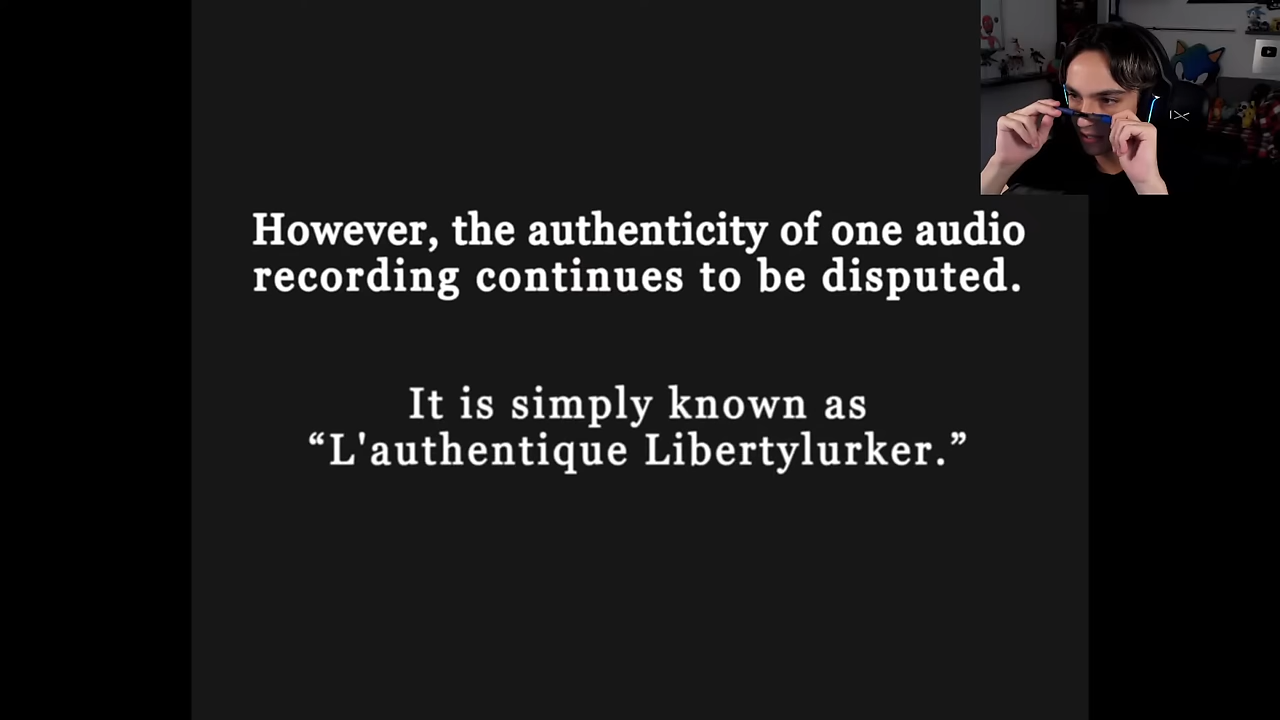 However, the authenticity of one audio
recording continues to be disputed.
It is simply known as
“L'authentique Libertylurker.”